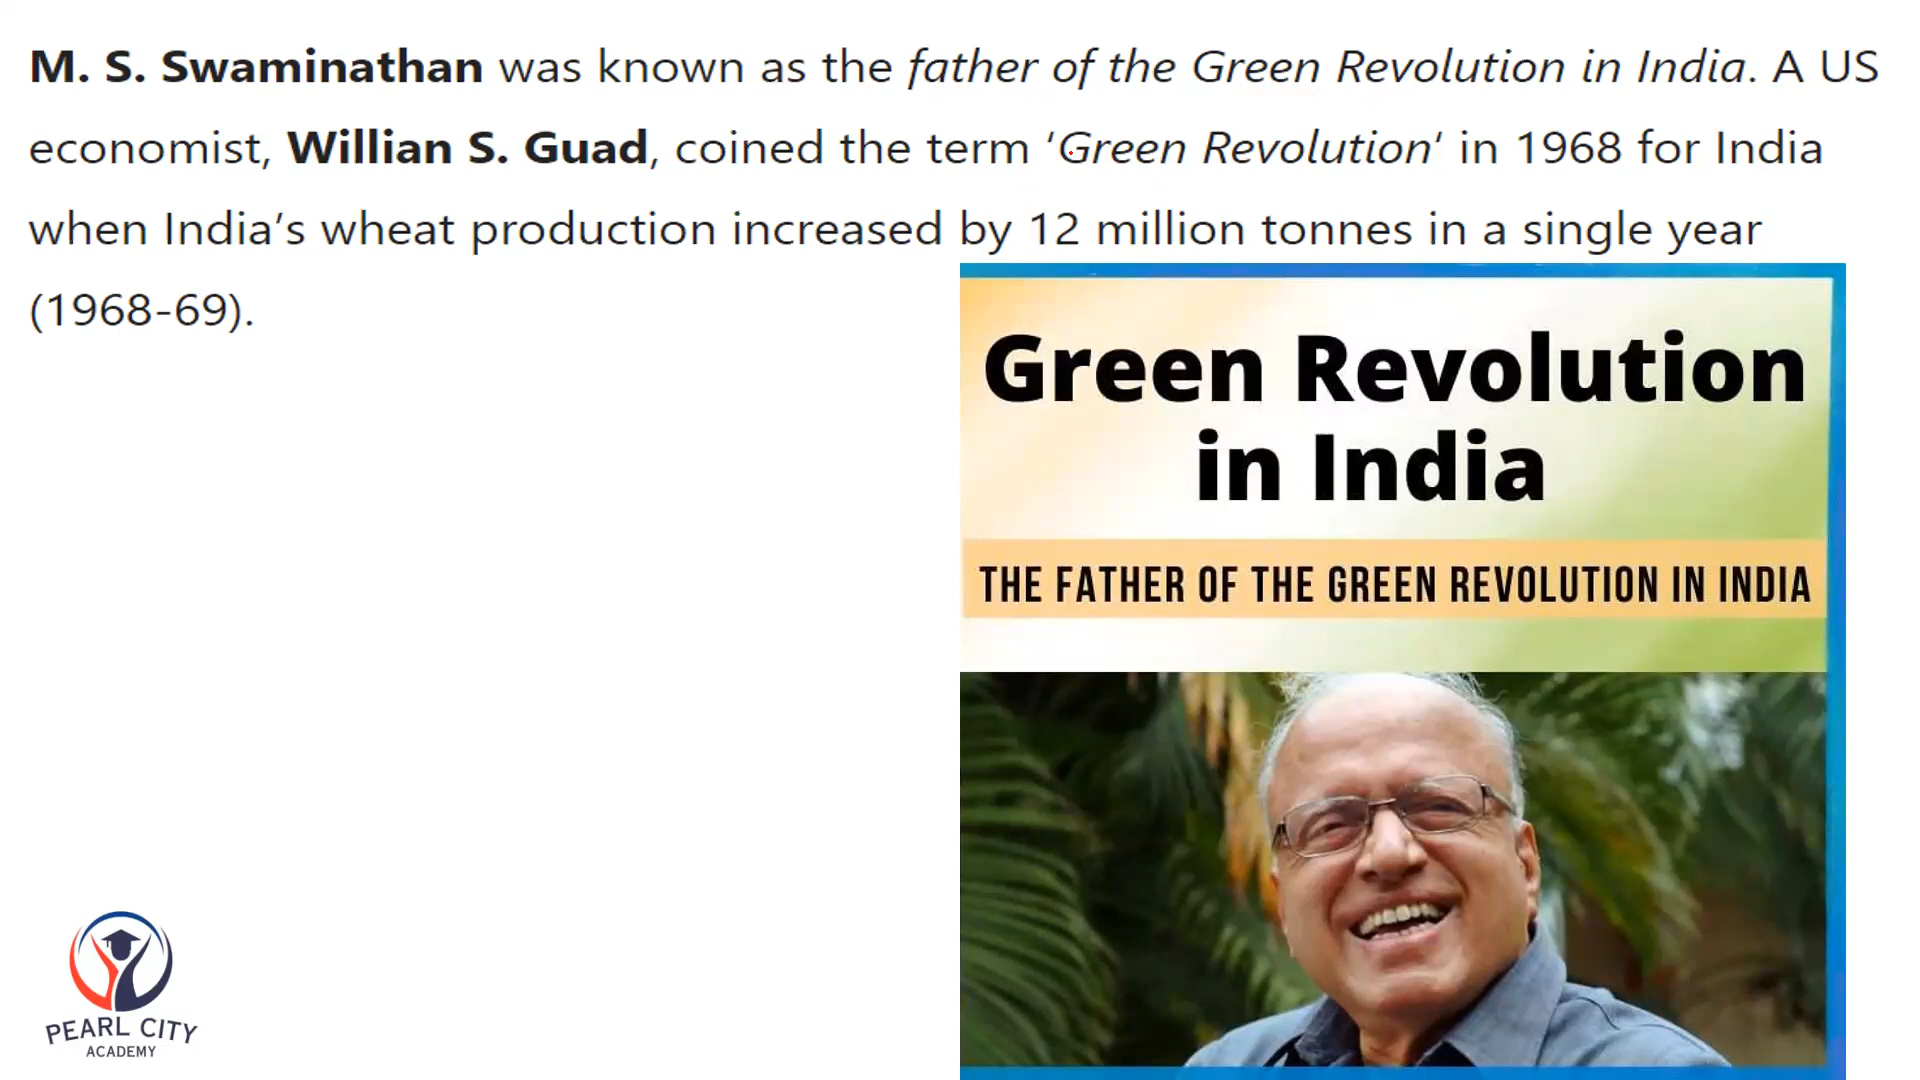 M. S. Swaminathan was known as the father of the Green Revolution in India. A US
economist, Willian S. Guad, coined the term ‘Green Revolution‘ in 1968 for India
when India’s wheat production increased by 12 million tonnes in a single year
(1968-69).
Green Revolution
in India
THE FATHER OF THE GREEN REVOLUTION IN INDIA
PEARL CITY
ACADEMY